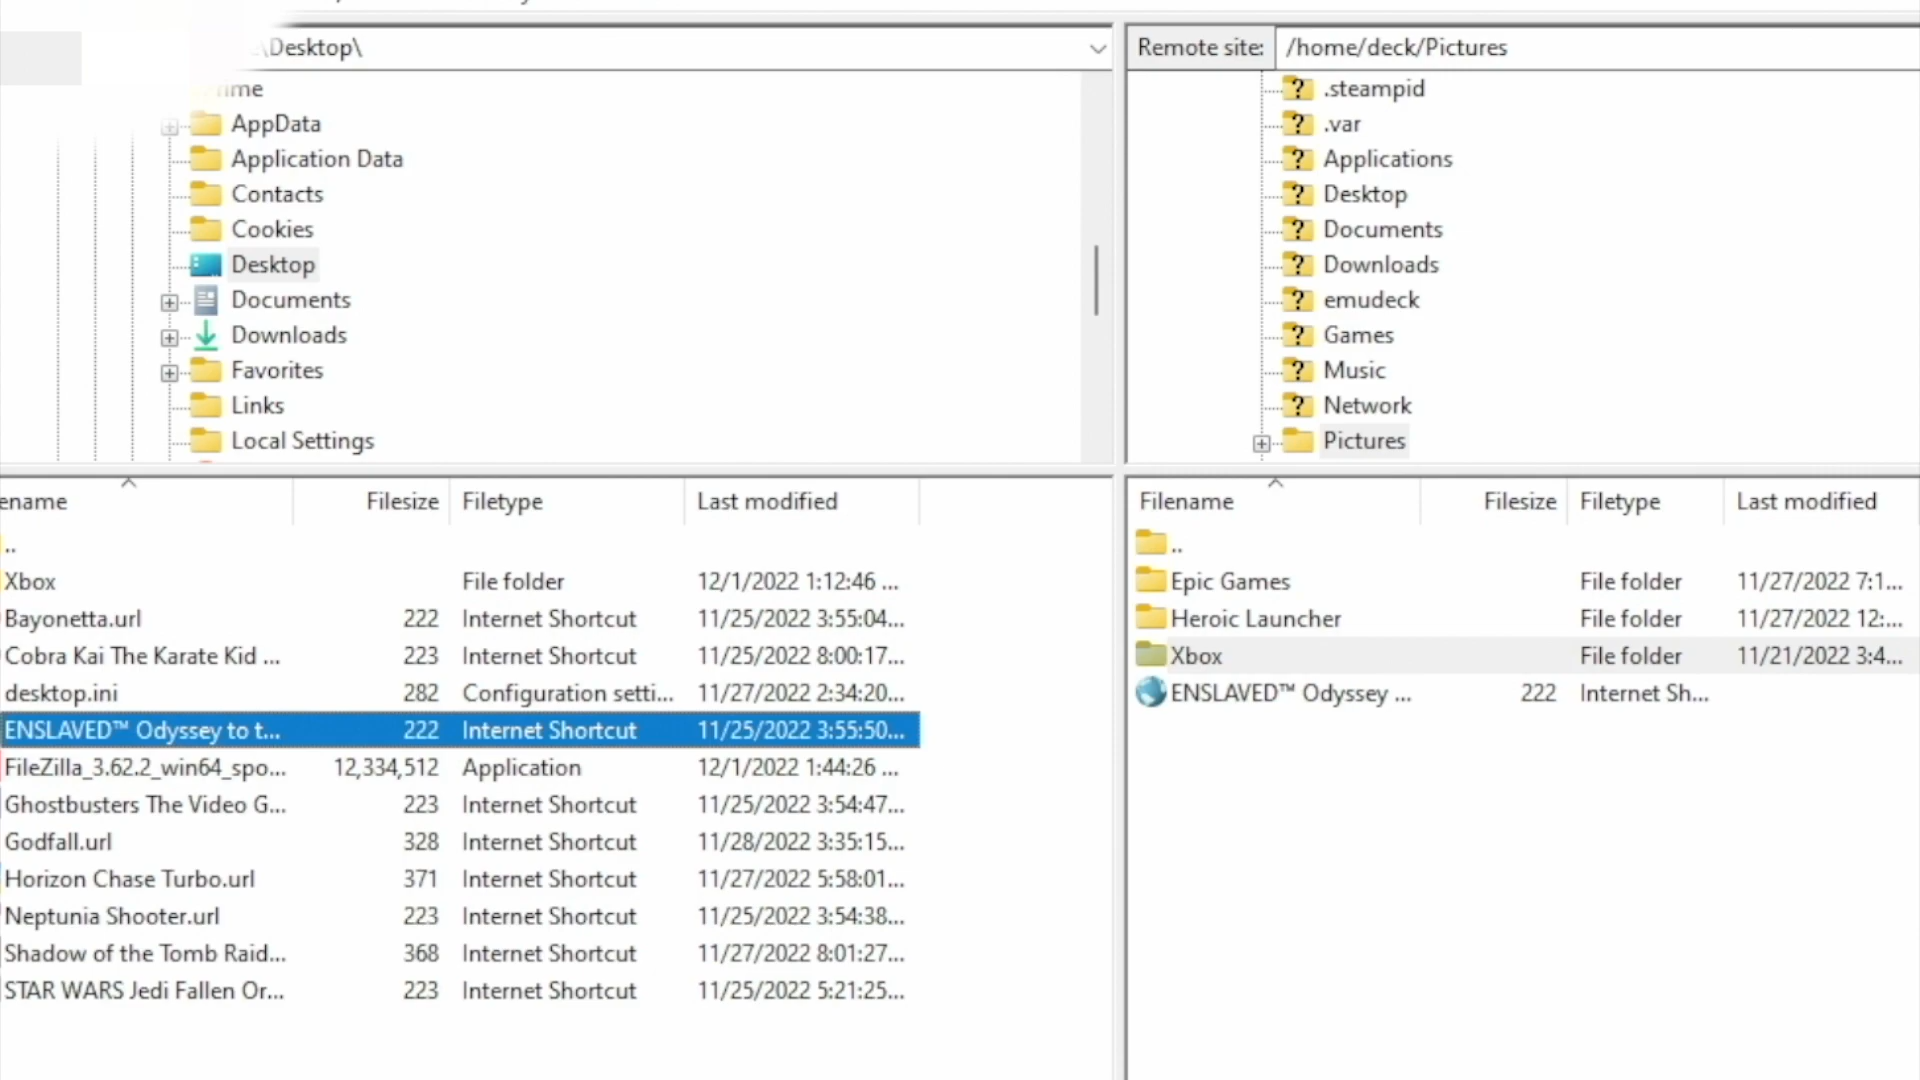 \Desktop\
AppData
Application Data
Contacts
Cookies
Desktop
Documents
Downloads
Favorites
Links
Local Settings
Remote site: /home/deck/Pictures
.steampid
.var
Applications
Desktop
Documents
Downloads
emudeck
Games
Music
Network
Pictures
ename Filesize Filetype Last modified
..
Xbox File folder 12/1/2022 1:12:46 ...
Bayonetta.url 222 Internet Shortcut 11/25/2022 3:55:04...
Cobra Kai The Karate Kid ... 223 Internet Shortcut 11/25/2022 8:00:17...
desktop.ini 282 Configuration setti... 11/27/2022 2:34:20...
ENSLAVED™ Odyssey to t... 222 Internet Shortcut 11/25/2022 3:55:50...
FileZilla_3.62.2_win64_spo... 12,334,512 Application 12/1/2022 1:44:26 ...
Ghostbusters The Video G... 223 Internet Shortcut 11/25/2022 3:54:47...
Godfall.url 328 Internet Shortcut 11/28/2022 3:35:15...
Horizon Chase Turbo.url 371 Internet Shortcut 11/27/2022 5:58:01...
Neptunia Shooter.url 223 Internet Shortcut 11/25/2022 3:54:38...
Shadow of the Tomb Raid... 368 Internet Shortcut 11/27/2022 8:01:27...
STAR WARS Jedi Fallen Or... 223 Internet Shortcut 11/25/2022 5:21:25...
Filename Filesize Filetype Last modified
..
Epic Games File folder 11/27/2022 7:1...
Heroic Launcher File folder 11/27/2022 12:...
Xbox File folder 11/21/2022 3:4...
ENSLAVED™ Odyssey ... 222 Internet Sh...